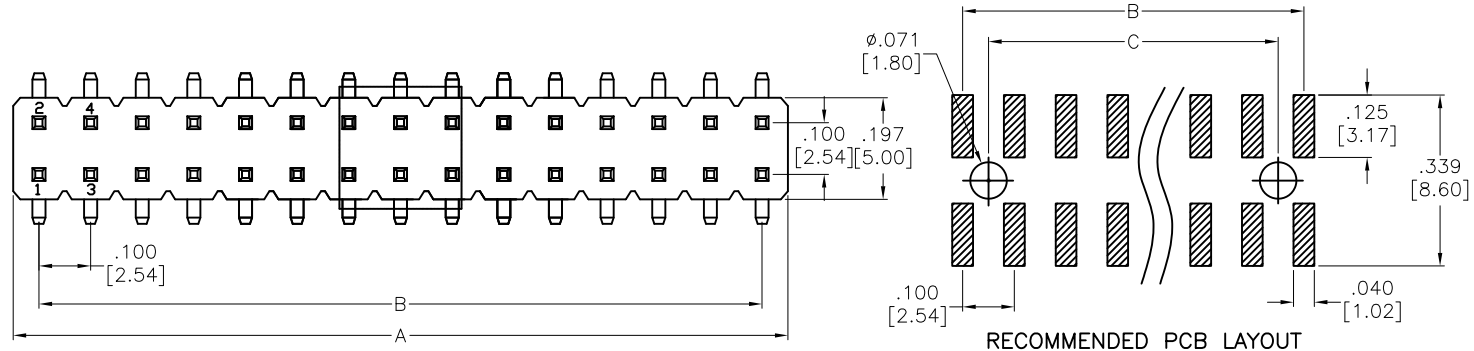 2 4
1 3
.100
[2.54]
.197
[5.00]
.100
[2.54]
B
A
B
C
ø.071
[1.80]
.125
[3.17]
.339
[8.60]
.100
[2.54]
.040
[1.02]
RECOMMENDED PCB LAYOUT